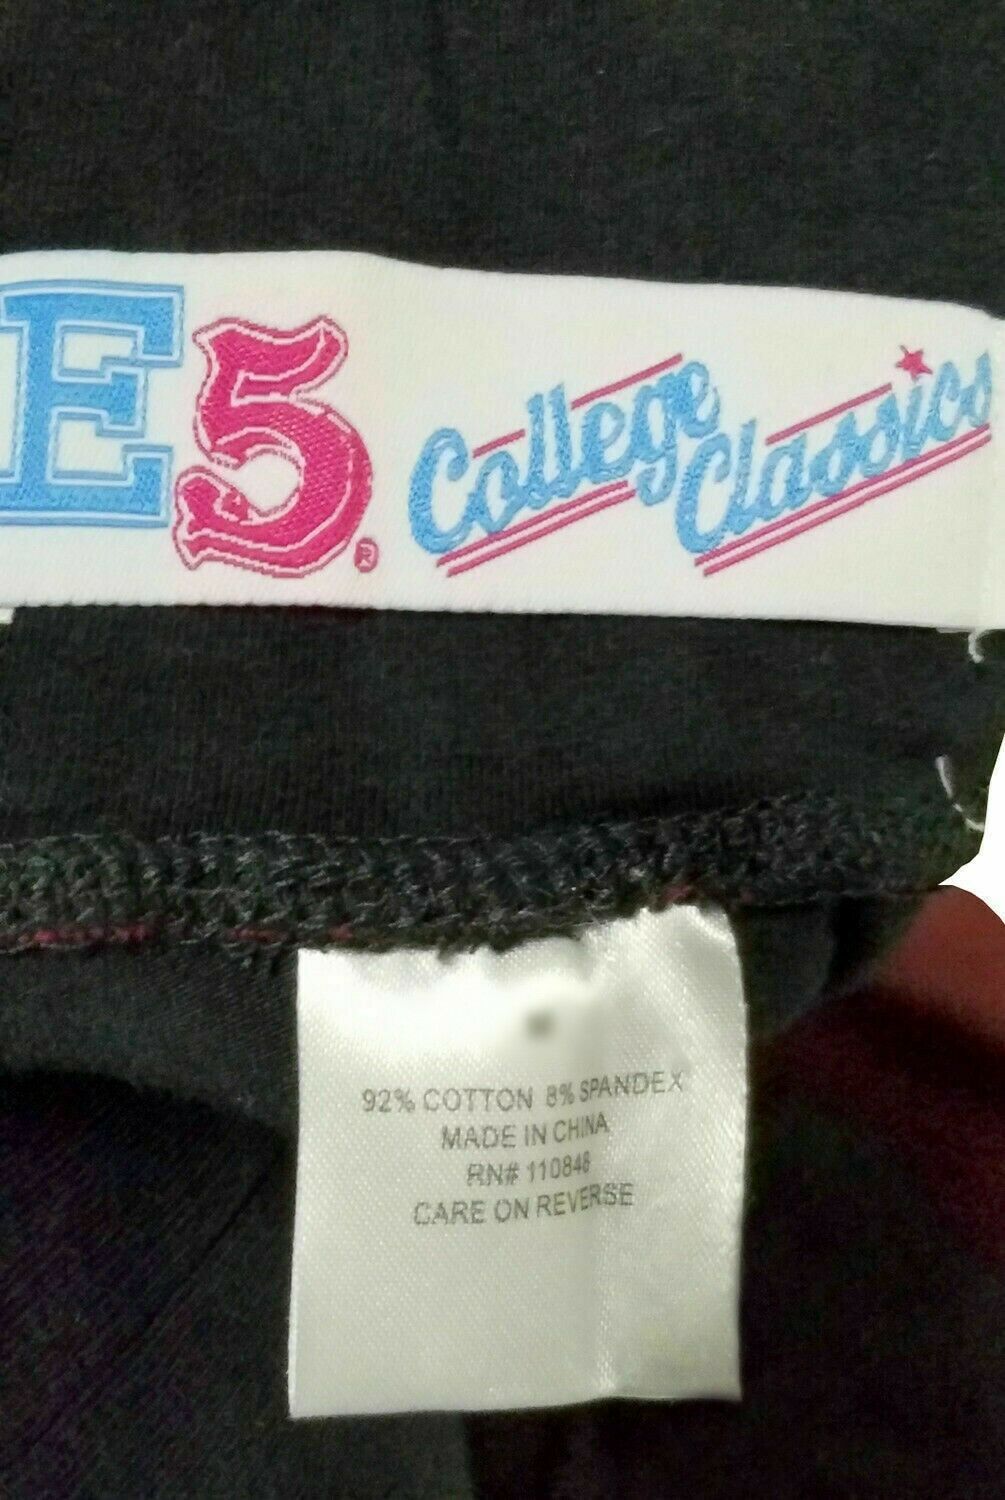 E5® College Classics
92% COTTON 8% SPANDEX
MADE IN CHINA
RN# 110848
CARE ON REVERSE